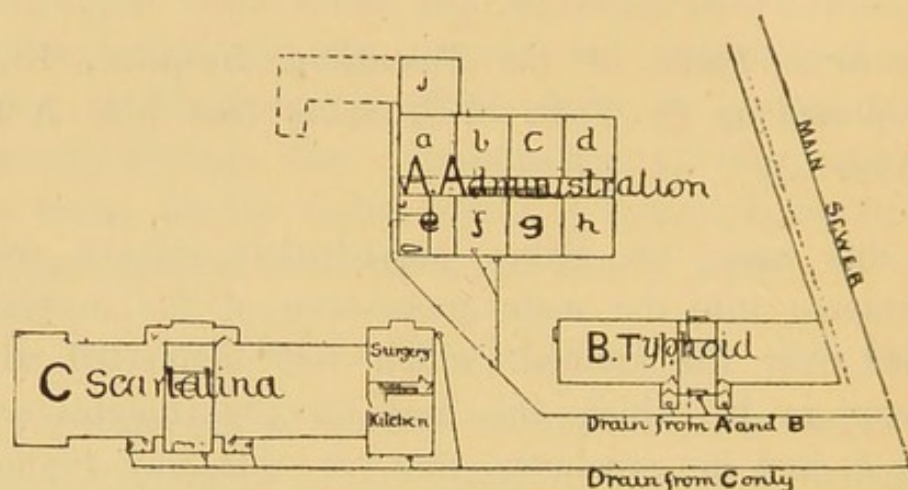 J
a b C d
A. Administration
e f g h
MAIN SEWER
B. Typhoid
C Scarlatina
Surgery
Kitchen
Drain from A and B
Drain from C only